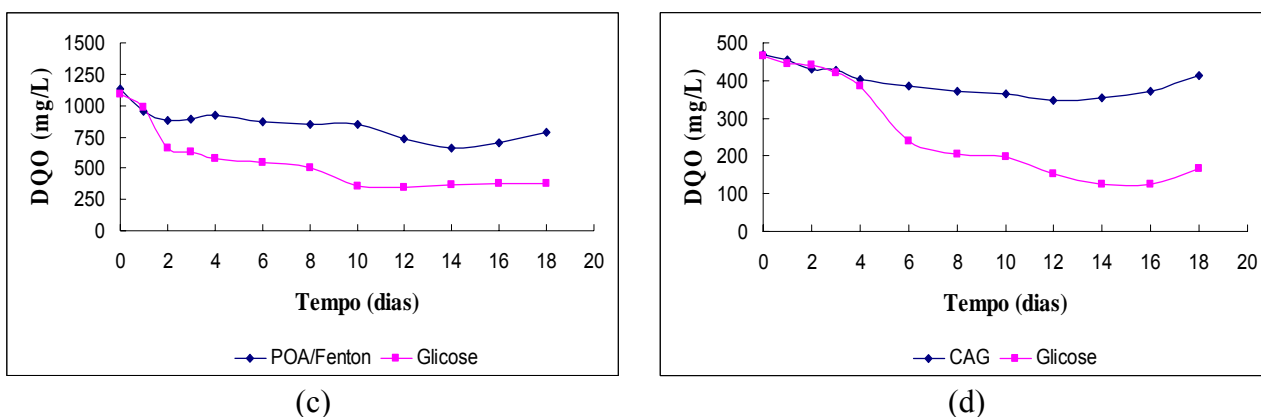 1500
1250
1000
750
500
250
0
DQO (mg/L)
0 2 4 6 8 10 12 14 16 18 20
Tempo (dias)
POA/Fenton Glicose
(c)
500
400
300
200
100
0
DQO (mg/L)
0 2 4 6 8 10 12 14 16 18 20
Tempo (dias)
CAG Glicose
(d)